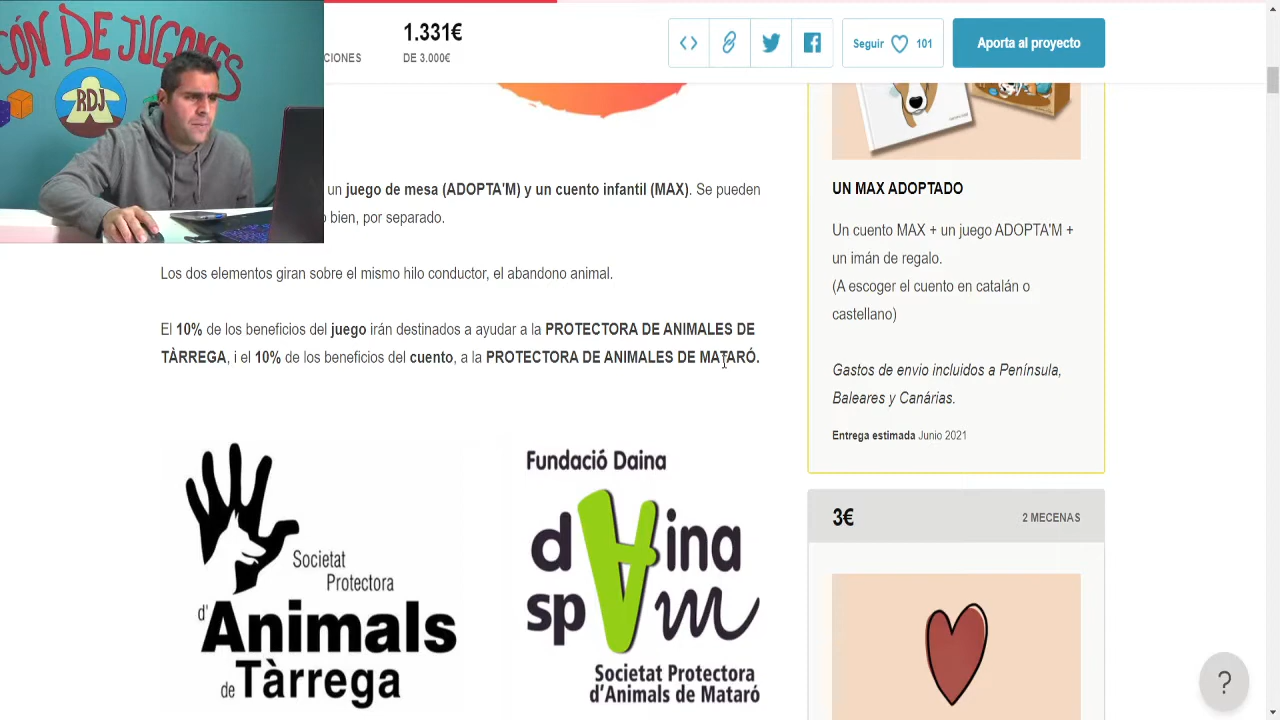 CÓN DE JUGONES
RDJ
CIONES
1.331€
DE 3.000€
Seguir 101
Aporta al proyecto
un juego de mesa (ADOPTA'M) y un cuento infantil (MAX). Se pueden
bien, por separado.
Los dos elementos giran sobre el mismo hilo conductor, el abandono animal.
El 10% de los beneficios del juego irán destinados a ayudar a la PROTECTORA DE ANIMALES DE
TÀRREGA, i el 10% de los beneficios del cuento, a la PROTECTORA DE ANIMALES DE MATARÓ.
Societat
Protectora
d'Animals
de Tàrrega
Fundació Daina
daina
spam
Societat Protectora
d'Animals de Mataró
UN MAX ADOPTADO
Un cuento MAX + un juego ADOPTA'M +
un imán de regalo.
(A escoger el cuento en catalán o
castellano)
Gastos de envio incluidos a Península,
Baleares y Canárias.
Entrega estimada Junio 2021
3€
2 MECENAS
?